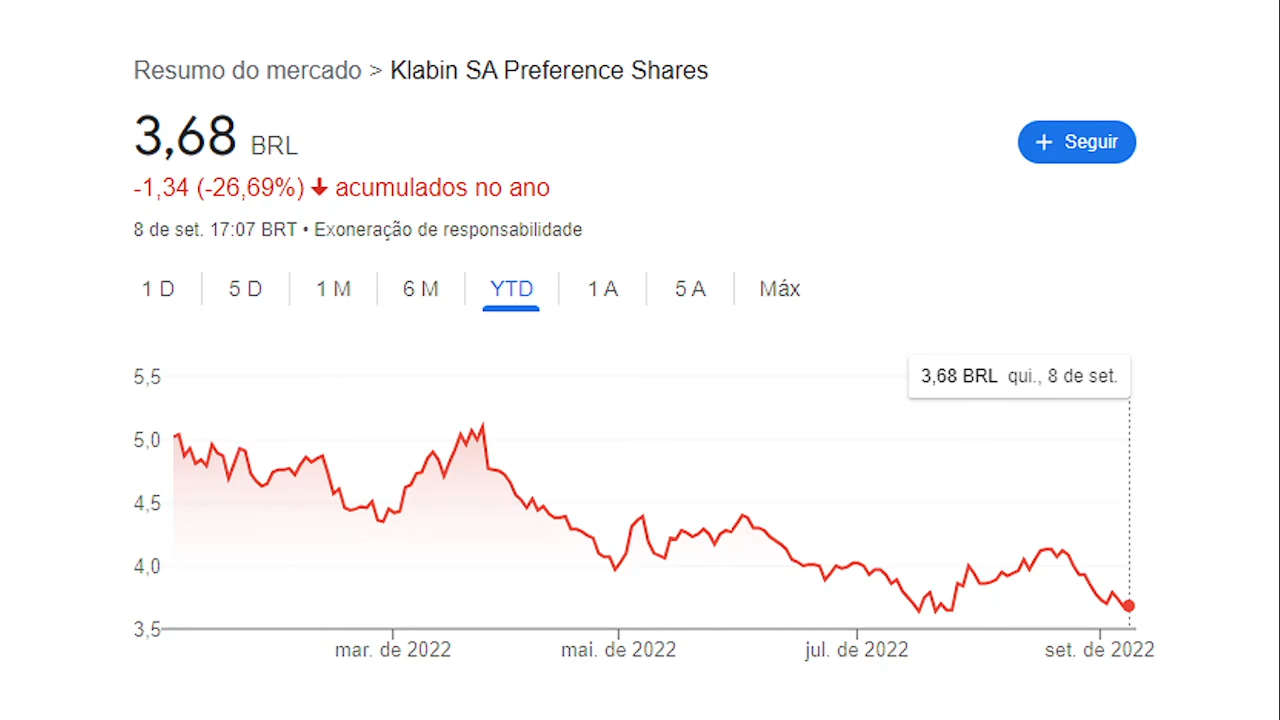 Resumo do mercado > Klabin SA Preference Shares
3,68 BRL
+ Seguir
-1,34 (-26,69%) ↓ acumulados no ano
8 de set. 17:07 BRT • Exoneração de responsabilidade
1 D 5 D 1 M 6 M YTD 1 A 5 A Máx
3,68 BRL qui., 8 de set.
5,5
5,0
4,5
4,0
3,5
mar. de 2022 mai. de 2022 jul. de 2022 set. de 2022